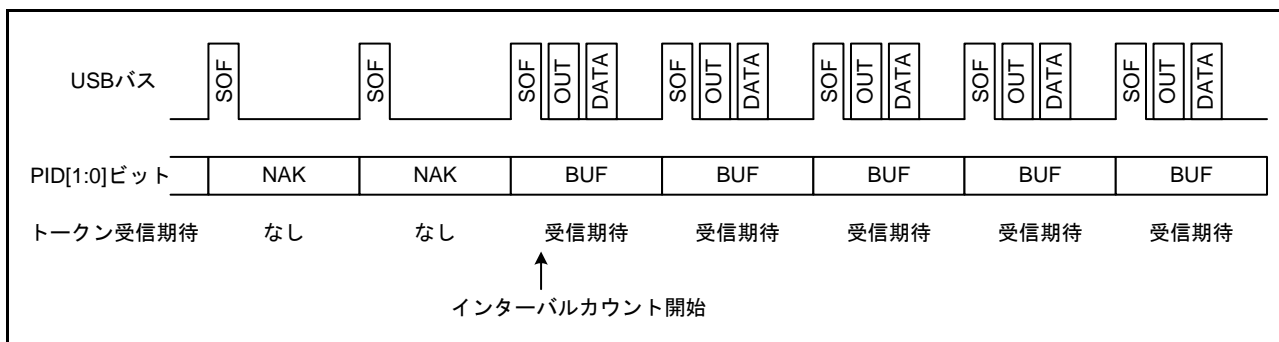 USBバス SOF SOF SOF OUT DATA SOF OUT DATA SOF OUT DATA SOF OUT DATA SOF OUT DATA
PID[1:0]ビット NAK NAK BUF BUF BUF BUF BUF
トークン受信期待 なし なし 受信期待 受信期待 受信期待 受信期待 受信期待
インターバルカウント開始